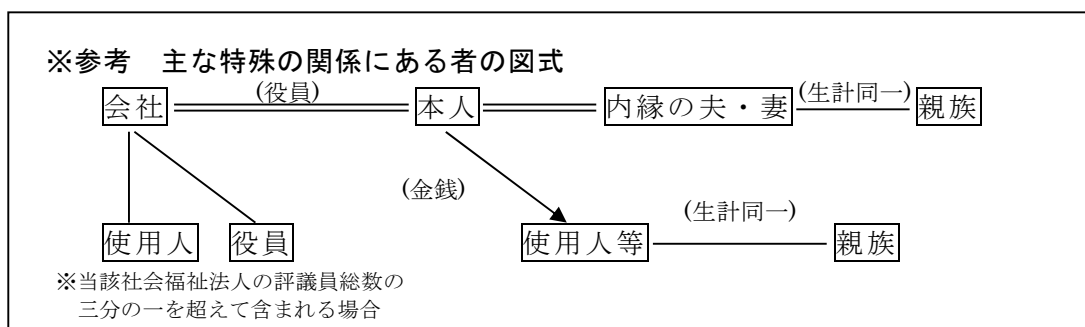 ※参考　主な特殊の関係にある者の図式
会社
(役員)
本人
内縁の夫・妻
(生計同一)
親族
(金銭)
(生計同一)
使用人
役員
使用人等
親族
※当該社会福祉法人の評議員総数の
三分の一を超えて含まれる場合